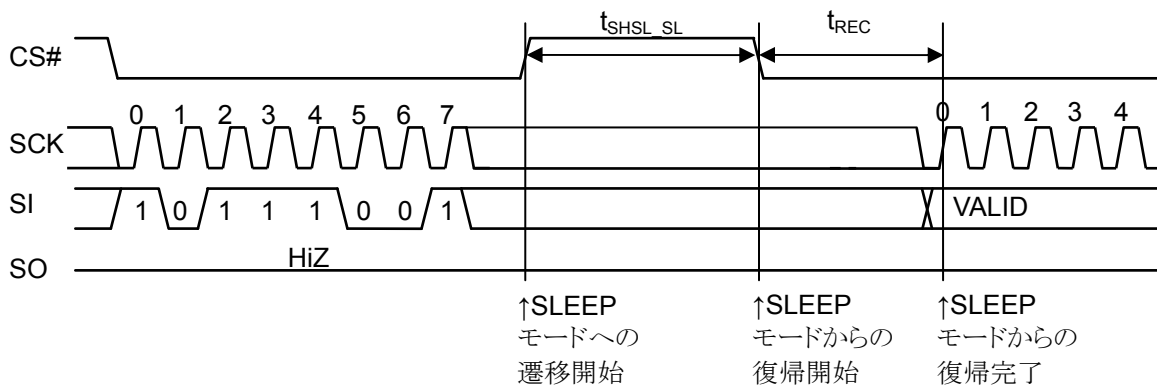 tSHSL_SL
tREC
CS#
0 1 2 3 4 5 6 7
0 1 2 3 4
SCK
SI
1 0 1 1 1 0 0 1
VALID
HiZ
SO
↑SLEEP
モードへの
遷移開始
↑SLEEP
モードからの
復帰開始
↑SLEEP
モードからの
復帰完了